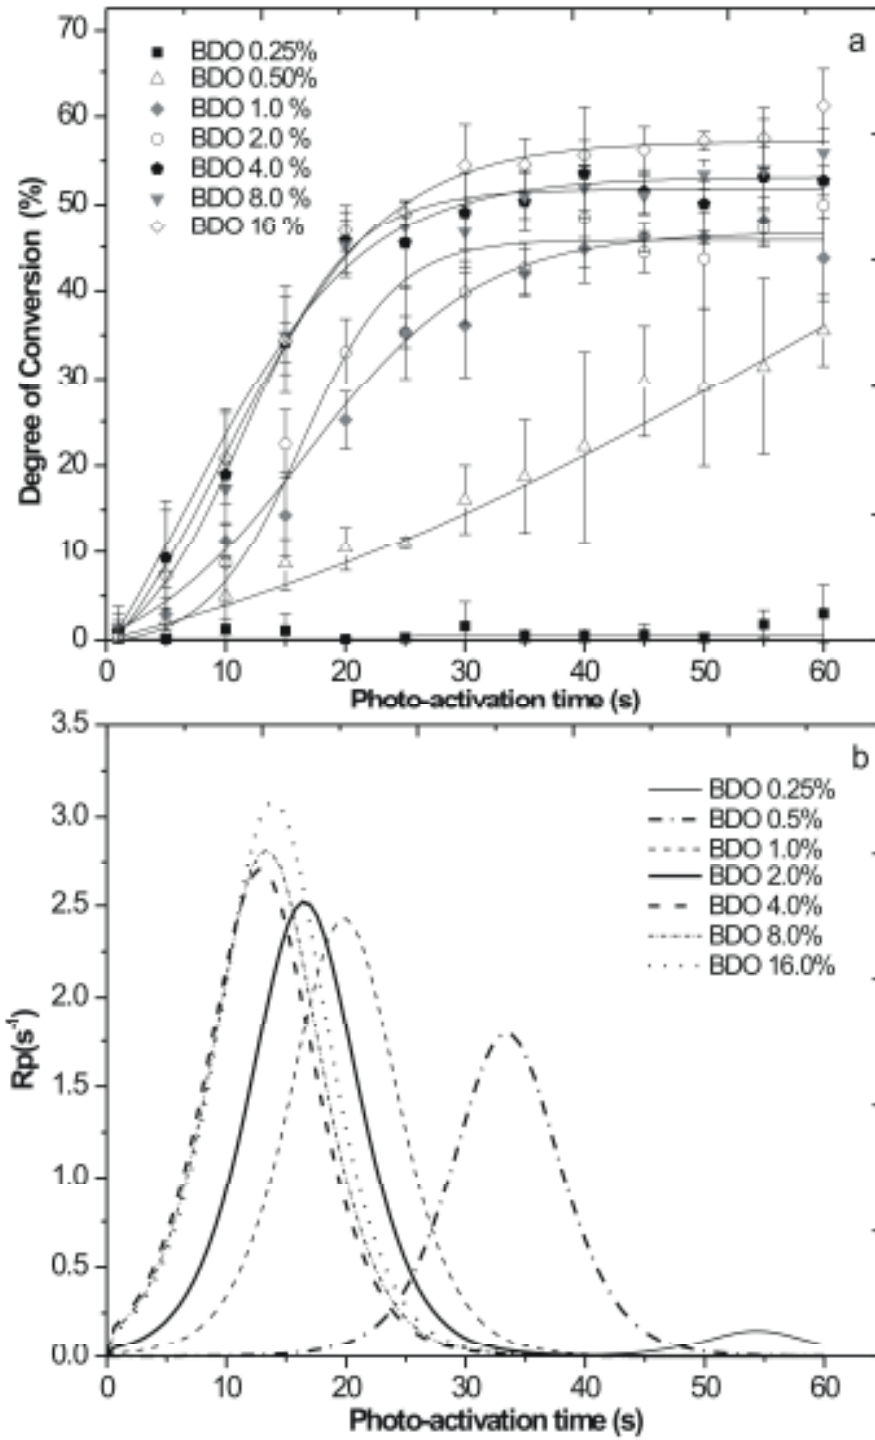 a
70
60
50
40
30
20
10
0
Degree of Conversion (%)
BDO 0.25%
BDO 0.50%
BDO 1.0 %
BDO 2.0 %
BDO 4.0 %
BDO 8.0 %
BDO 16 %
0 10 20 30 40 50 60
Photo-activation time (s)
b
3.5
3.0
2.5
2.0
1.5
1.0
0.5
0.0
Rp(s-1)
BDO 0.25%
BDO 0.5%
BDO 1.0%
BDO 2.0%
BDO 4.0%
BDO 8.0%
BDO 16.0%
0 10 20 30 40 50 60
Photo-activation time (s)